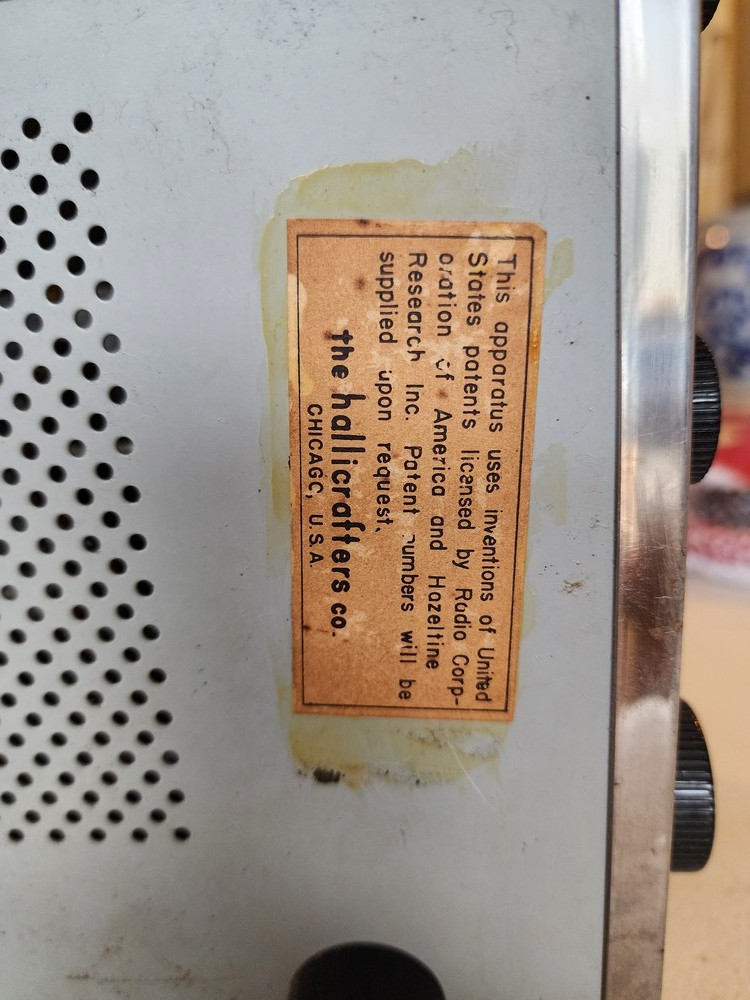 This apparatus uses inventions of United
States patents licensed by Radio Corp-
oration of America and Hazeltine
Research Inc. Patent numbers will be
supplied upon request.
the hallicrafters co.
CHICAGO, U.S.A.